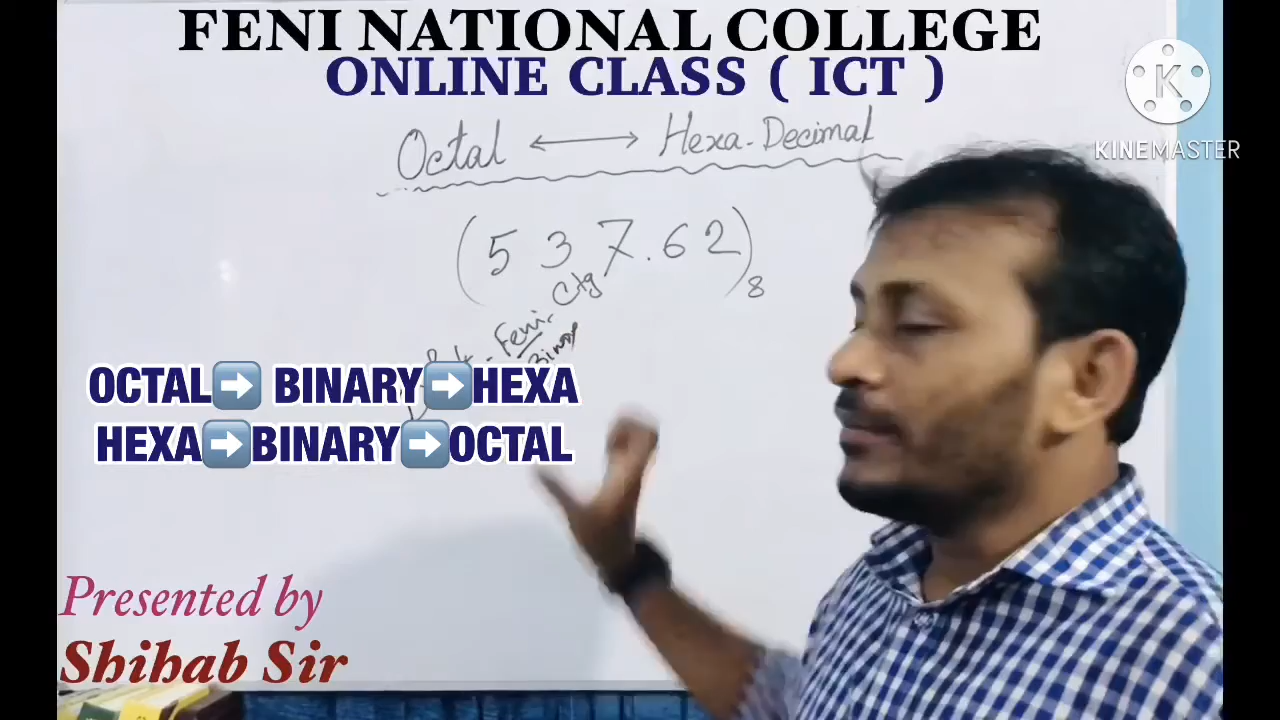 FENI NATIONAL COLLEGE
ONLINE CLASS ( ICT )
K
KINEMASTER
Octal ↔ Hexa-Decimal
(537.62)8
Ctg
Feni
OCTAL➡️ BINARY➡️HEXA
HEXA➡️BINARY➡️OCTAL
Presented by
Shihab Sir